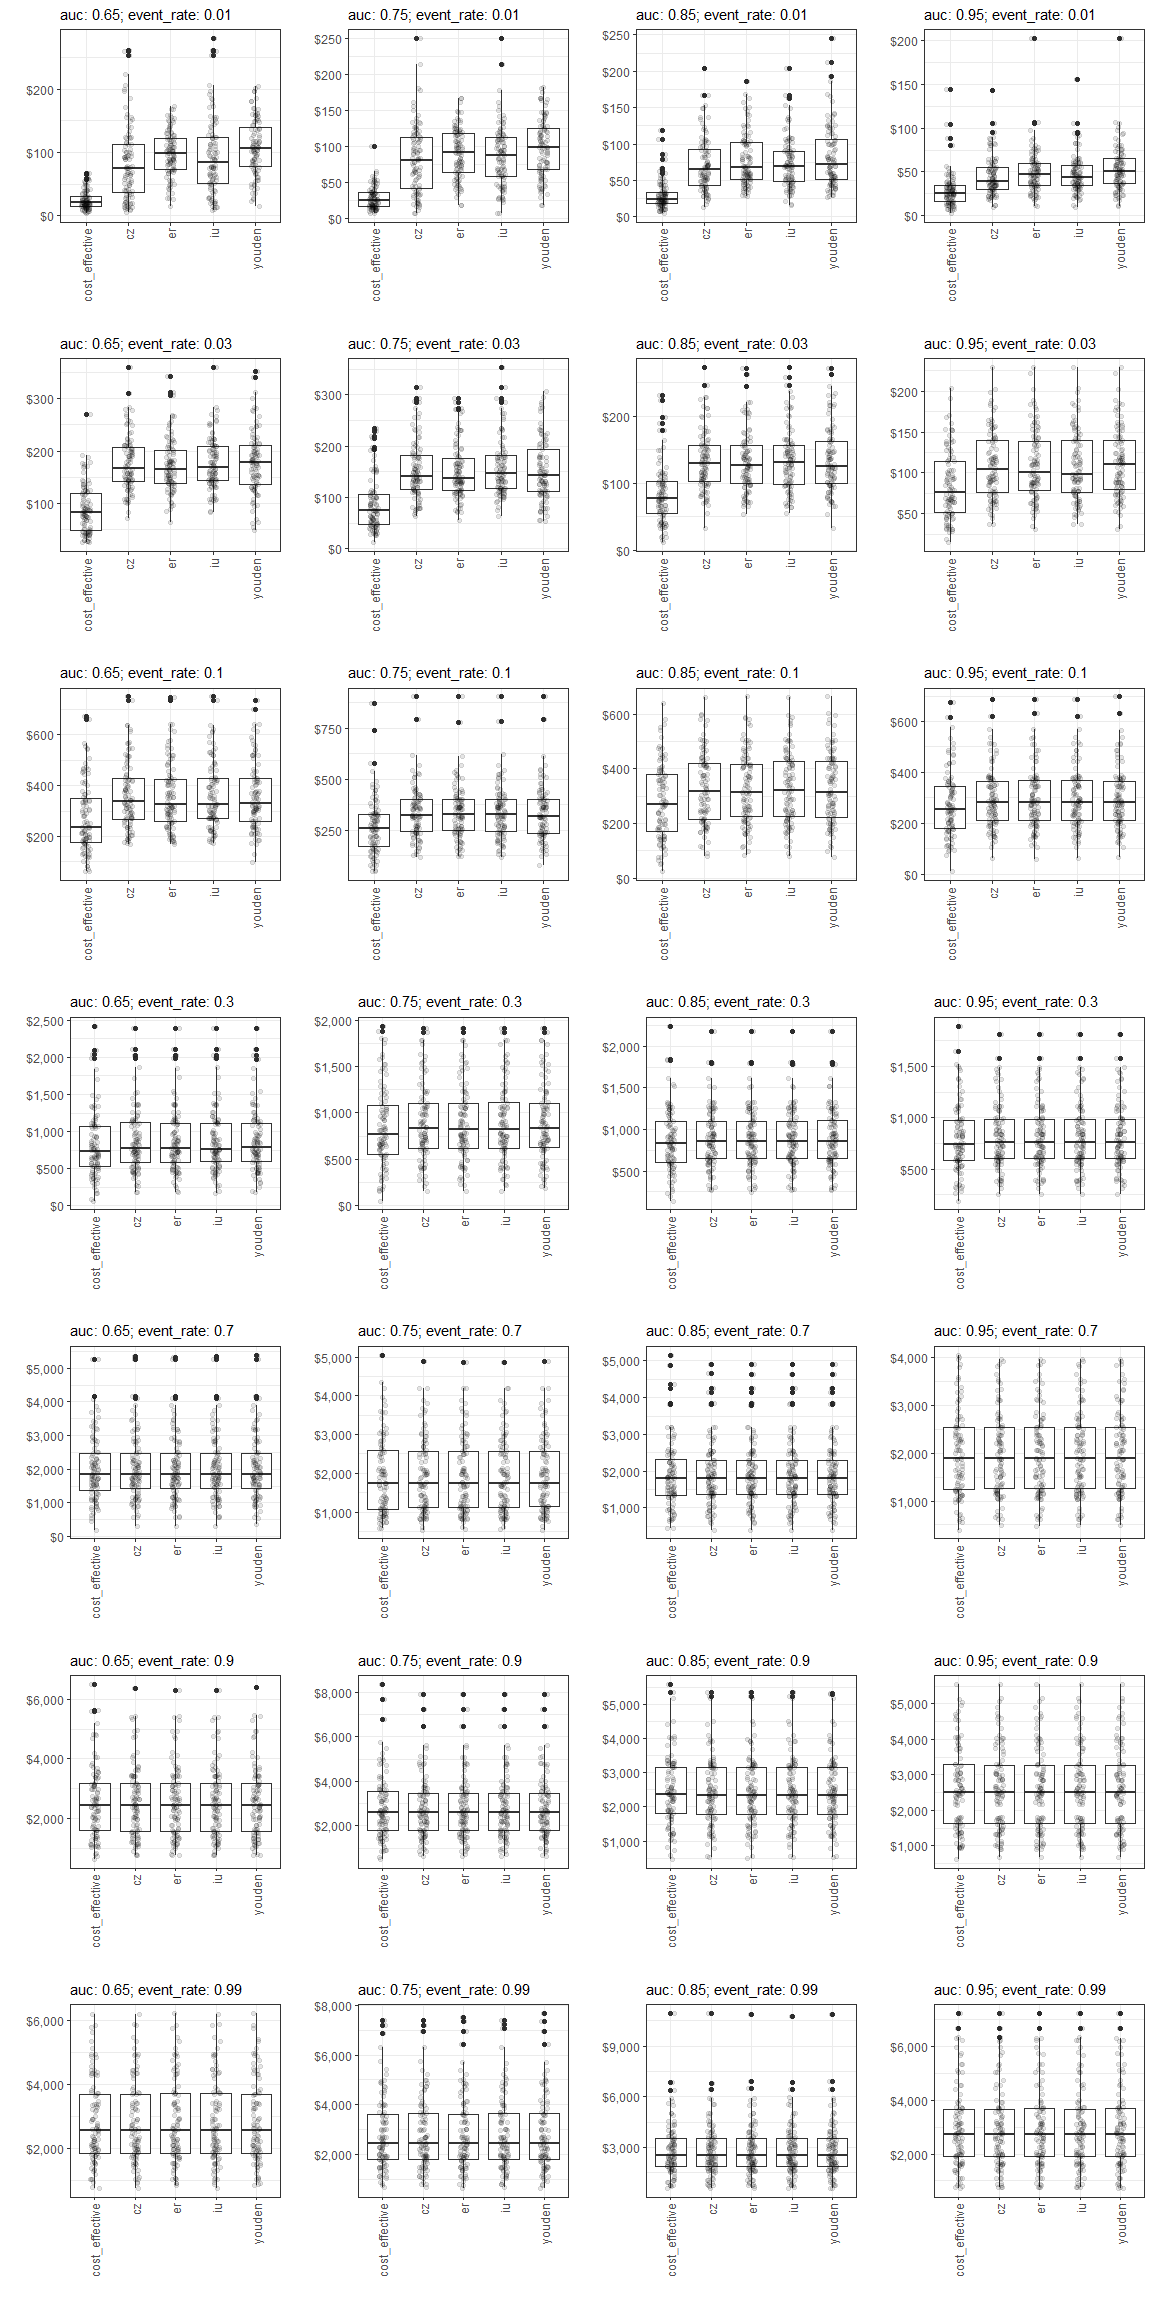 auc: 0.65; event_rate: 0.01
$200
$100
$0
cost_effective
cz
er
iu
youden
auc: 0.75; event_rate: 0.01
$250
$200
$150
$100
$50
$0
cost_effective
cz
er
iu
youden
auc: 0.85; event_rate: 0.01
$250
$200
$150
$100
$50
$0
cost_effective
cz
er
iu
youden
auc: 0.95; event_rate: 0.01
$200
$150
$100
$50
$0
cost_effective
cz
er
iu
youden
auc: 0.65; event_rate: 0.03
$300
$200
$100
cost_effective
cz
er
iu
youden
auc: 0.75; event_rate: 0.03
$300
$200
$100
$0
cost_effective
cz
er
iu
youden
auc: 0.85; event_rate: 0.03
$200
$100
$0
cost_effective
cz
er
iu
youden
auc: 0.95; event_rate: 0.03
$200
$150
$100
$50
cost_effective
cz
er
iu
youden
auc: 0.65; event_rate: 0.1
$600
$400
$200
cost_effective
cz
er
iu
youden
auc: 0.75; event_rate: 0.1
$750
$500
$250
cost_effective
cz
er
iu
youden
auc: 0.85; event_rate: 0.1
$600
$400
$200
$0
cost_effective
cz
er
iu
youden
auc: 0.95; event_rate: 0.1
$600
$400
$200
$0
cost_effective
cz
er
iu
youden
auc: 0.65; event_rate: 0.3
$2,500
$2,000
$1,500
$1,000
$500
$0
cost_effective
cz
er
iu
youden
auc: 0.75; event_rate: 0.3
$2,000
$1,500
$1,000
$500
$0
cost_effective
cz
er
iu
youden
auc: 0.85; event_rate: 0.3
$2,000
$1,500
$1,000
$500
cost_effective
cz
er
iu
youden
auc: 0.95; event_rate: 0.3
$1,500
$1,000
$500
cost_effective
cz
er
iu
youden
auc: 0.65; event_rate: 0.7
$5,000
$4,000
$3,000
$2,000
$1,000
$0
cost_effective
cz
er
iu
youden
auc: 0.75; event_rate: 0.7
$5,000
$4,000
$3,000
$2,000
$1,000
cost_effective
cz
er
iu
youden
auc: 0.85; event_rate: 0.7
$5,000
$4,000
$3,000
$2,000
$1,000
cost_effective
cz
er
iu
youden
auc: 0.95; event_rate: 0.7
$4,000
$3,000
$2,000
$1,000
cost_effective
cz
er
iu
youden
auc: 0.65; event_rate: 0.9
$6,000
$4,000
$2,000
cost_effective
cz
er
iu
youden
auc: 0.75; event_rate: 0.9
$8,000
$6,000
$4,000
$2,000
cost_effective
cz
er
iu
youden
auc: 0.85; event_rate: 0.9
$5,000
$4,000
$3,000
$2,000
$1,000
cost_effective
cz
er
iu
youden
auc: 0.95; event_rate: 0.9
$5,000
$4,000
$3,000
$2,000
$1,000
cost_effective
cz
er
iu
youden
auc: 0.65; event_rate: 0.99
$6,000
$4,000
$2,000
cost_effective
cz
er
iu
youden
auc: 0.75; event_rate: 0.99
$8,000
$6,000
$4,000
$2,000
cost_effective
cz
er
iu
youden
auc: 0.85; event_rate: 0.99
$9,000
$6,000
$3,000
cost_effective
cz
er
iu
youden
auc: 0.95; event_rate: 0.99
$6,000
$4,000
$2,000
cost_effective
cz
er
iu
youden